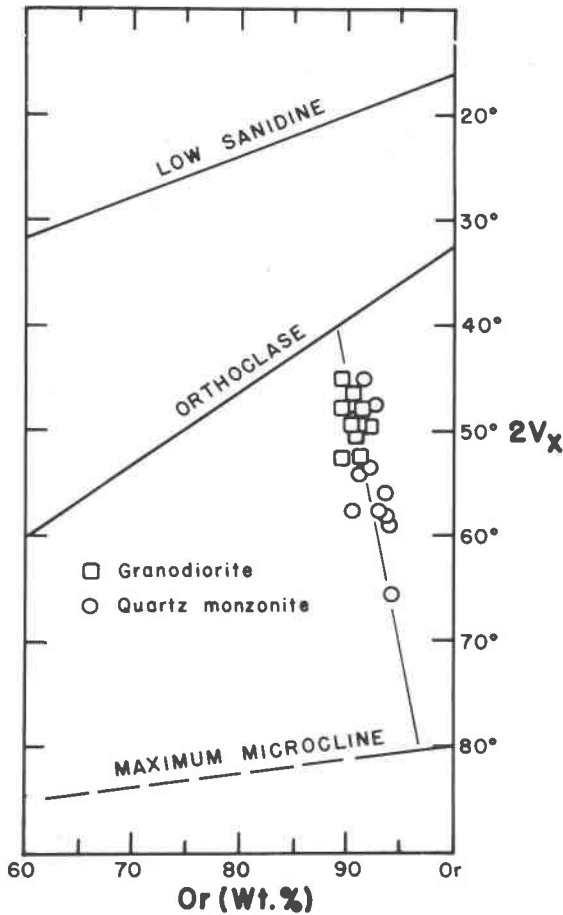 20°
LOW SANIDINE
30°
40°
ORTHOCLASE
50° 2Vx
Granodiorite
60°
Quartz monzonite
70°
MAXIMUM MICROCLINE
80°
60 70 80 90 Or
Or (Wt.%)